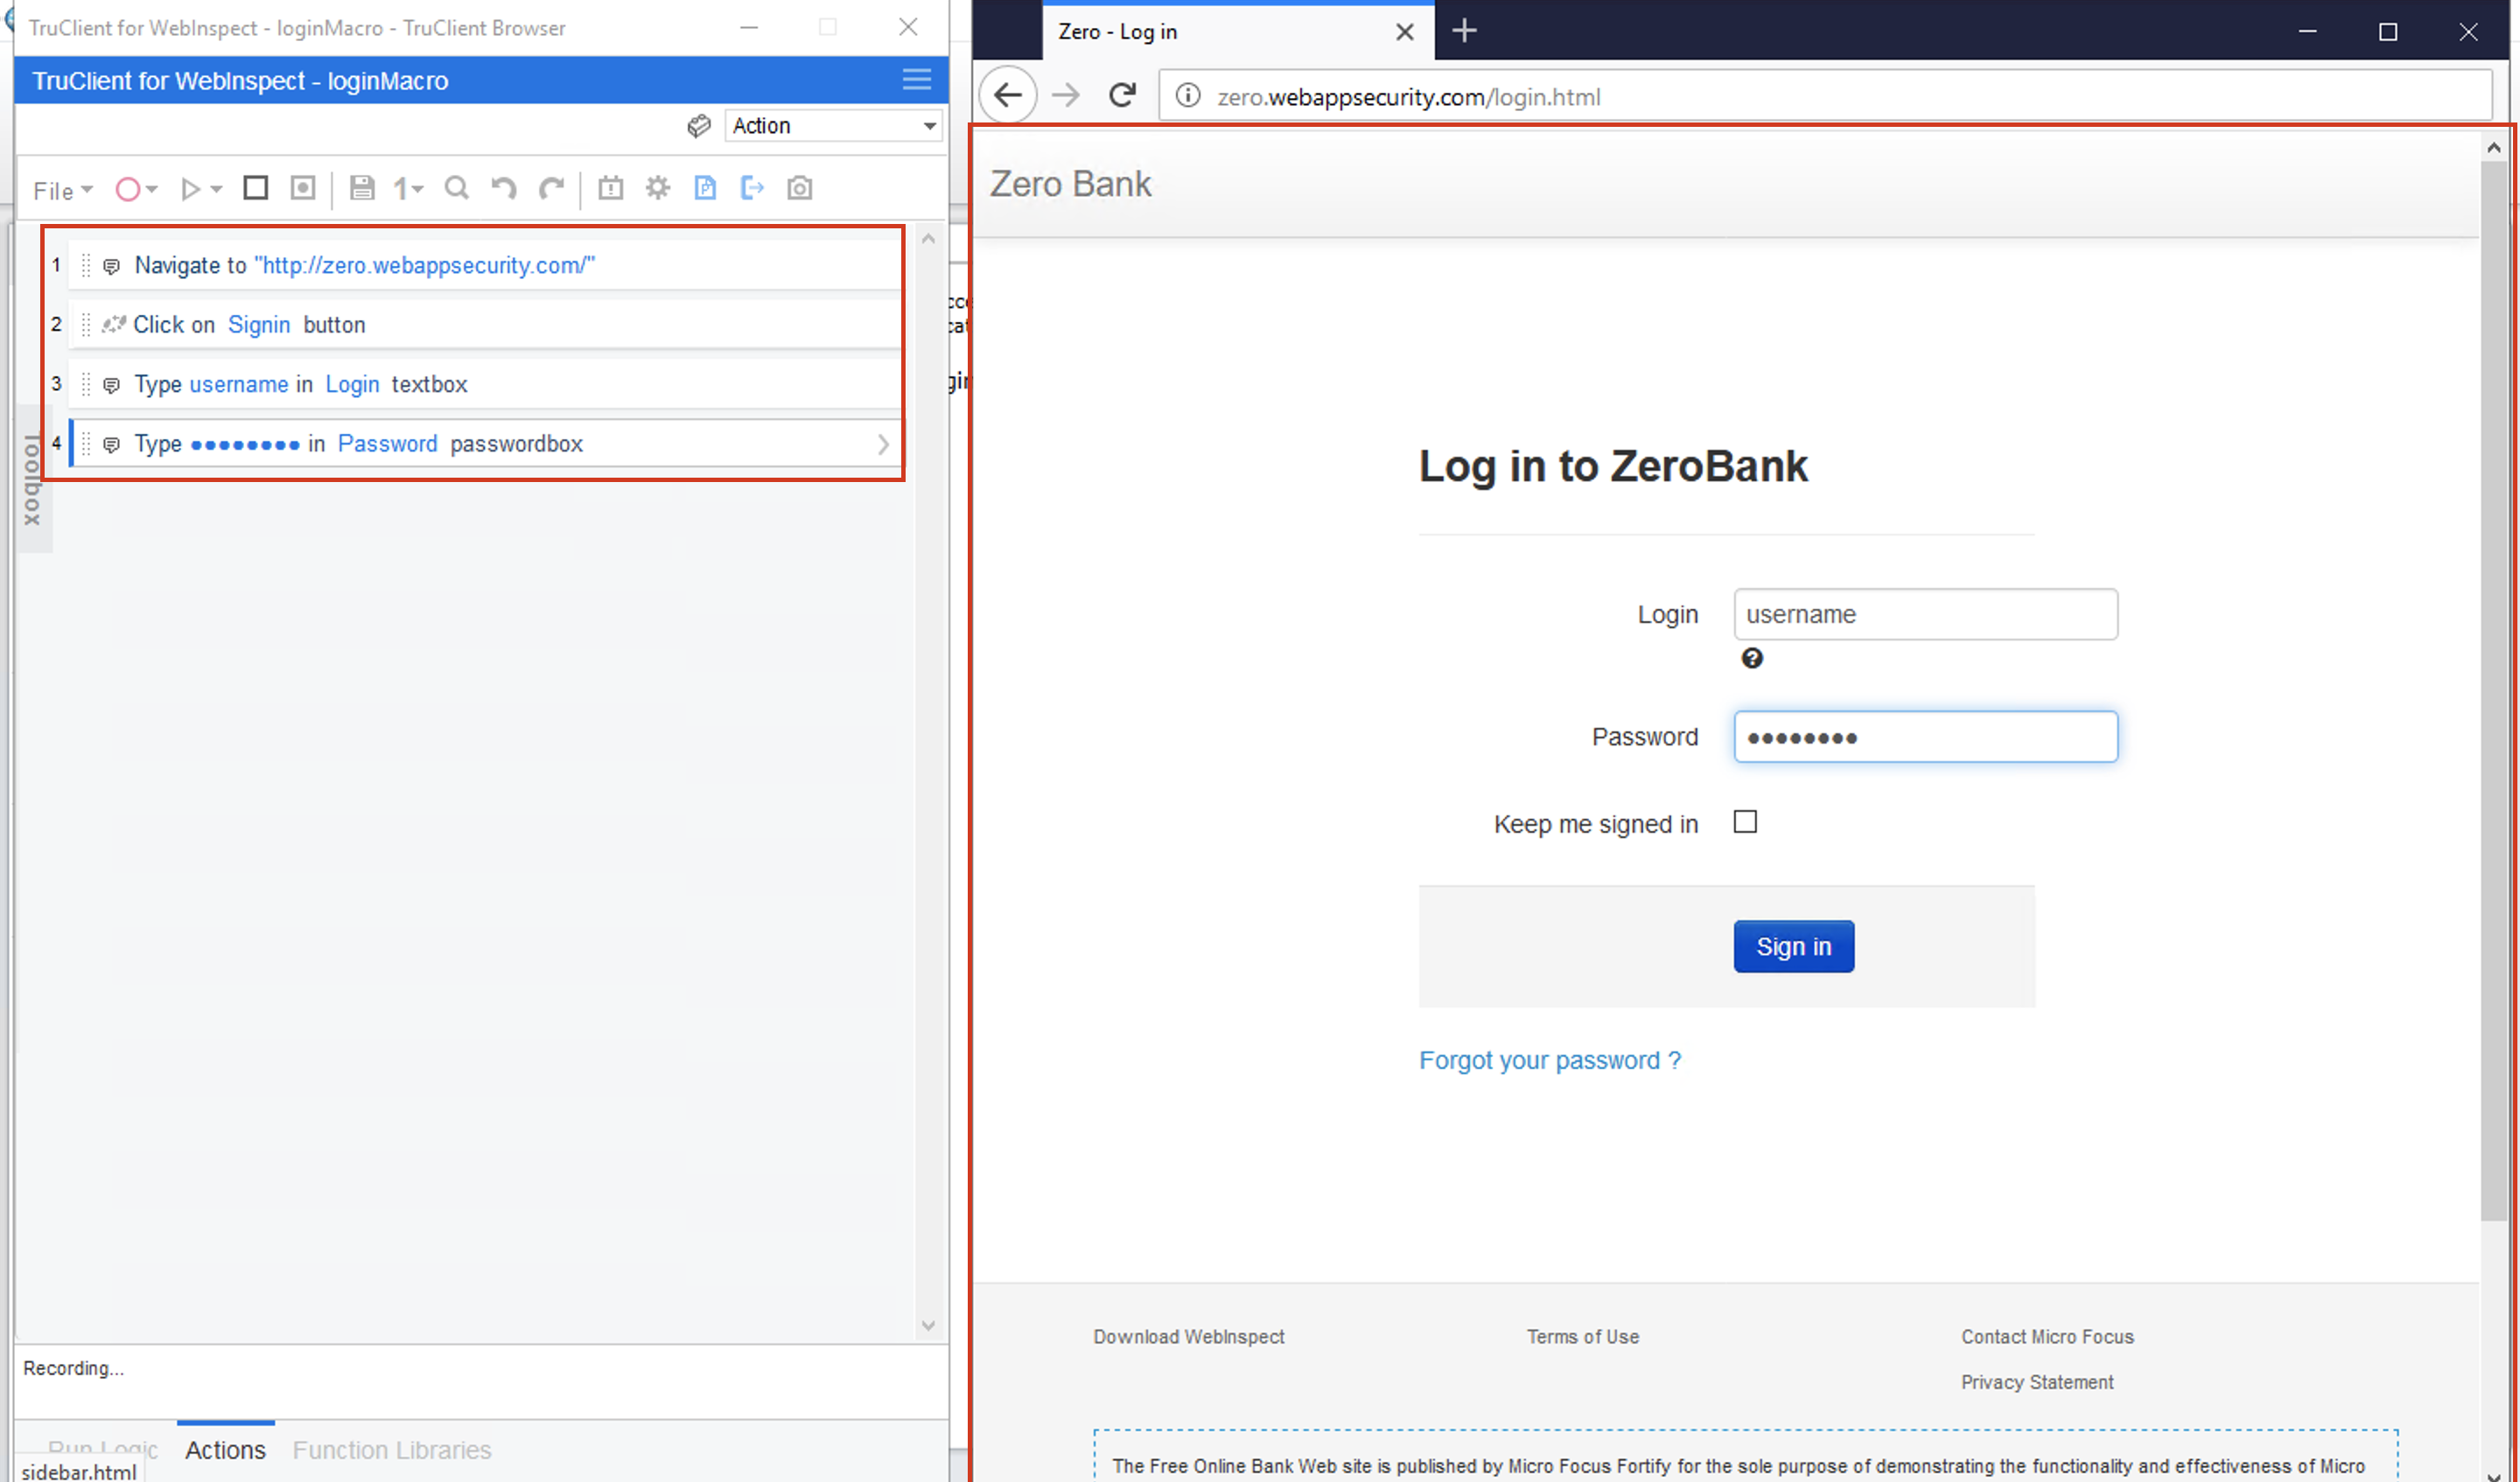 TruClient for WebInspect - loginMacro - TruClient Browser
TruClient for WebInspect - loginMacro
Action
File
1
1 Navigate to "http://zero.webappsecurity.com/"
2 Click on Signin button
3 Type username in Login textbox
4 Type •••••••• in Password passwordbox
Toolbox
Recording...
Run Logic Actions Function Libraries
sidebar.html
Zero - Log in
zero.webappsecurity.com/login.html
Zero Bank
Log in to ZeroBank
Login username
Password ••••••••
Keep me signed in
Sign in
Forgot your password ?
Download WebInspect Terms of Use Contact Micro Focus
Privacy Statement
The Free Online Bank Web site is published by Micro Focus Fortify for the sole purpose of demonstrating the functionality and effectiveness of Micro